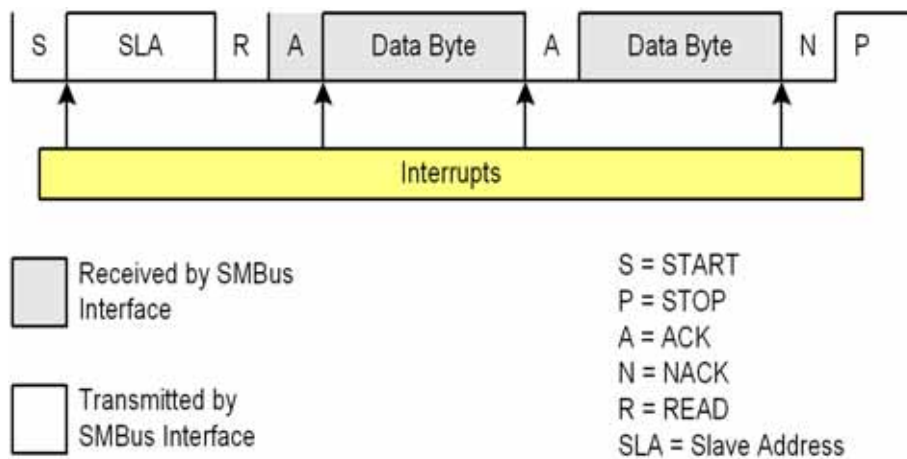 S SLA R A Data Byte A Data Byte N P
Interrupts
Received by SMBus
Interface
Transmitted by
SMBus Interface
S = START
P = STOP
A = ACK
N = NACK
R = READ
SLA = Slave Address